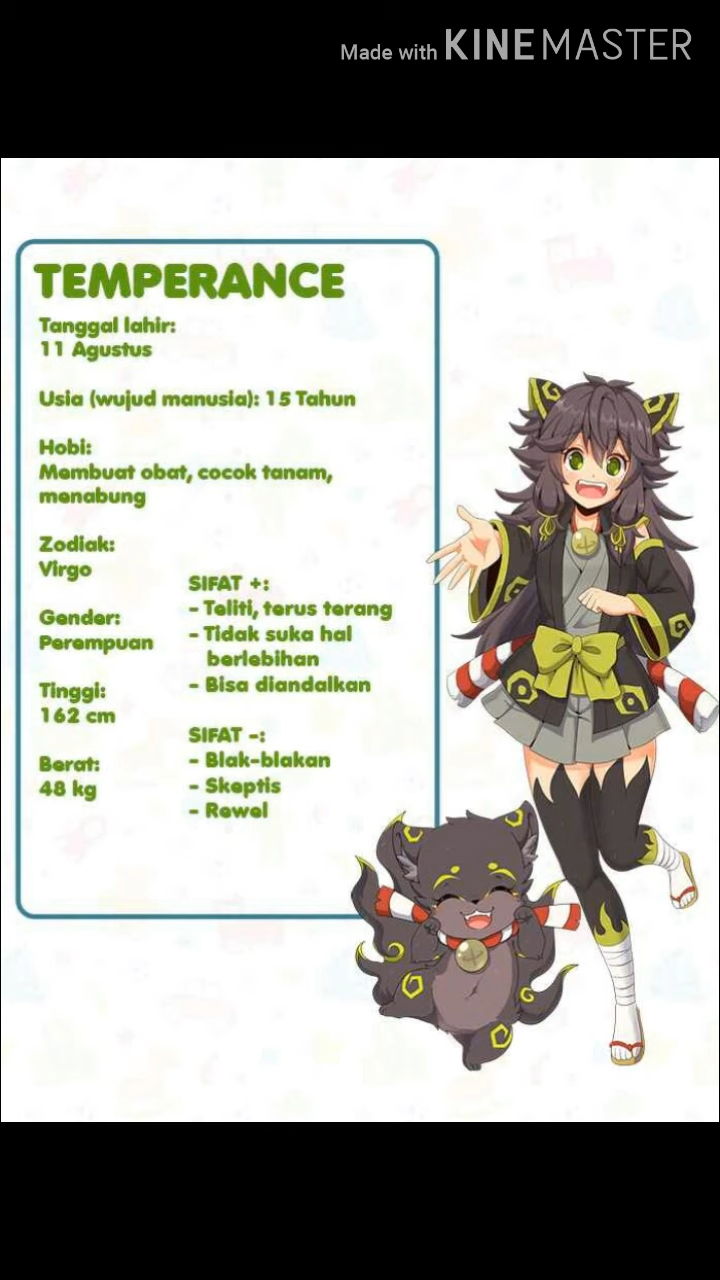 Made with KINEMASTER
TEMPERANCE
Tanggal lahir:
11 Agustus
Usia (wujud manusia): 15 Tahun
Hobi:
Membuat obat, cocok tanam,
menabung
Zodiak:
Virgo
Gender:
Perempuan
Tinggi:
162 cm
Berat:
48 kg
SIFAT +:
- Teliti, terus terang
- Tidak suka hal
berlebihan
- Bisa diandalkan
SIFAT -:
- Blak-blakan
- Skeptis
- Rewel